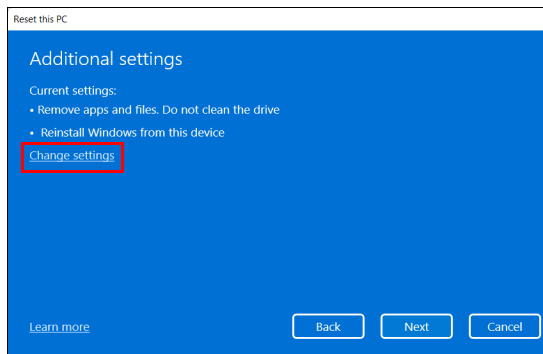 Reset this PC
Additional settings
Current settings:
• Remove apps and files. Do not clean the drive
• Reinstall Windows from this device
Change settings
Learn more
Back
Next
Cancel